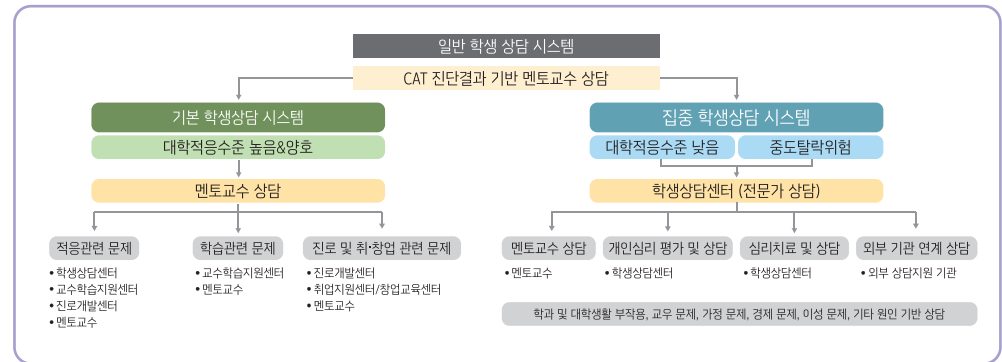 일반 학생 상담 시스템
CAT 진단결과 기반 멘토교수 상담
기본 학생상담 시스템
대학적응수준 높음&양호
멘토교수 상담
적응관련 문제
• 학생상담센터
• 교수학습지원센터
• 진로개발센터
• 멘토교수
학습관련 문제
• 교수학습지원센터
• 멘토교수
진로 및 취·창업 관련 문제
• 진로개발센터
• 취업지원센터/창업교육센터
• 멘토교수
집중 학생상담 시스템
대학적응수준 낮음
중도탈락위험
학생상담센터 (전문가 상담)
멘토교수 상담
• 멘토교수
개인심리 평가 및 상담
• 학생상담센터
심리치료 및 상담
• 학생상담센터
외부 기관 연계 상담
• 외부 상담지원 기관
학과 및 대학생활 부작용, 교우 문제, 가정 문제, 경제 문제, 이성 문제, 기타 원인 기반 상담